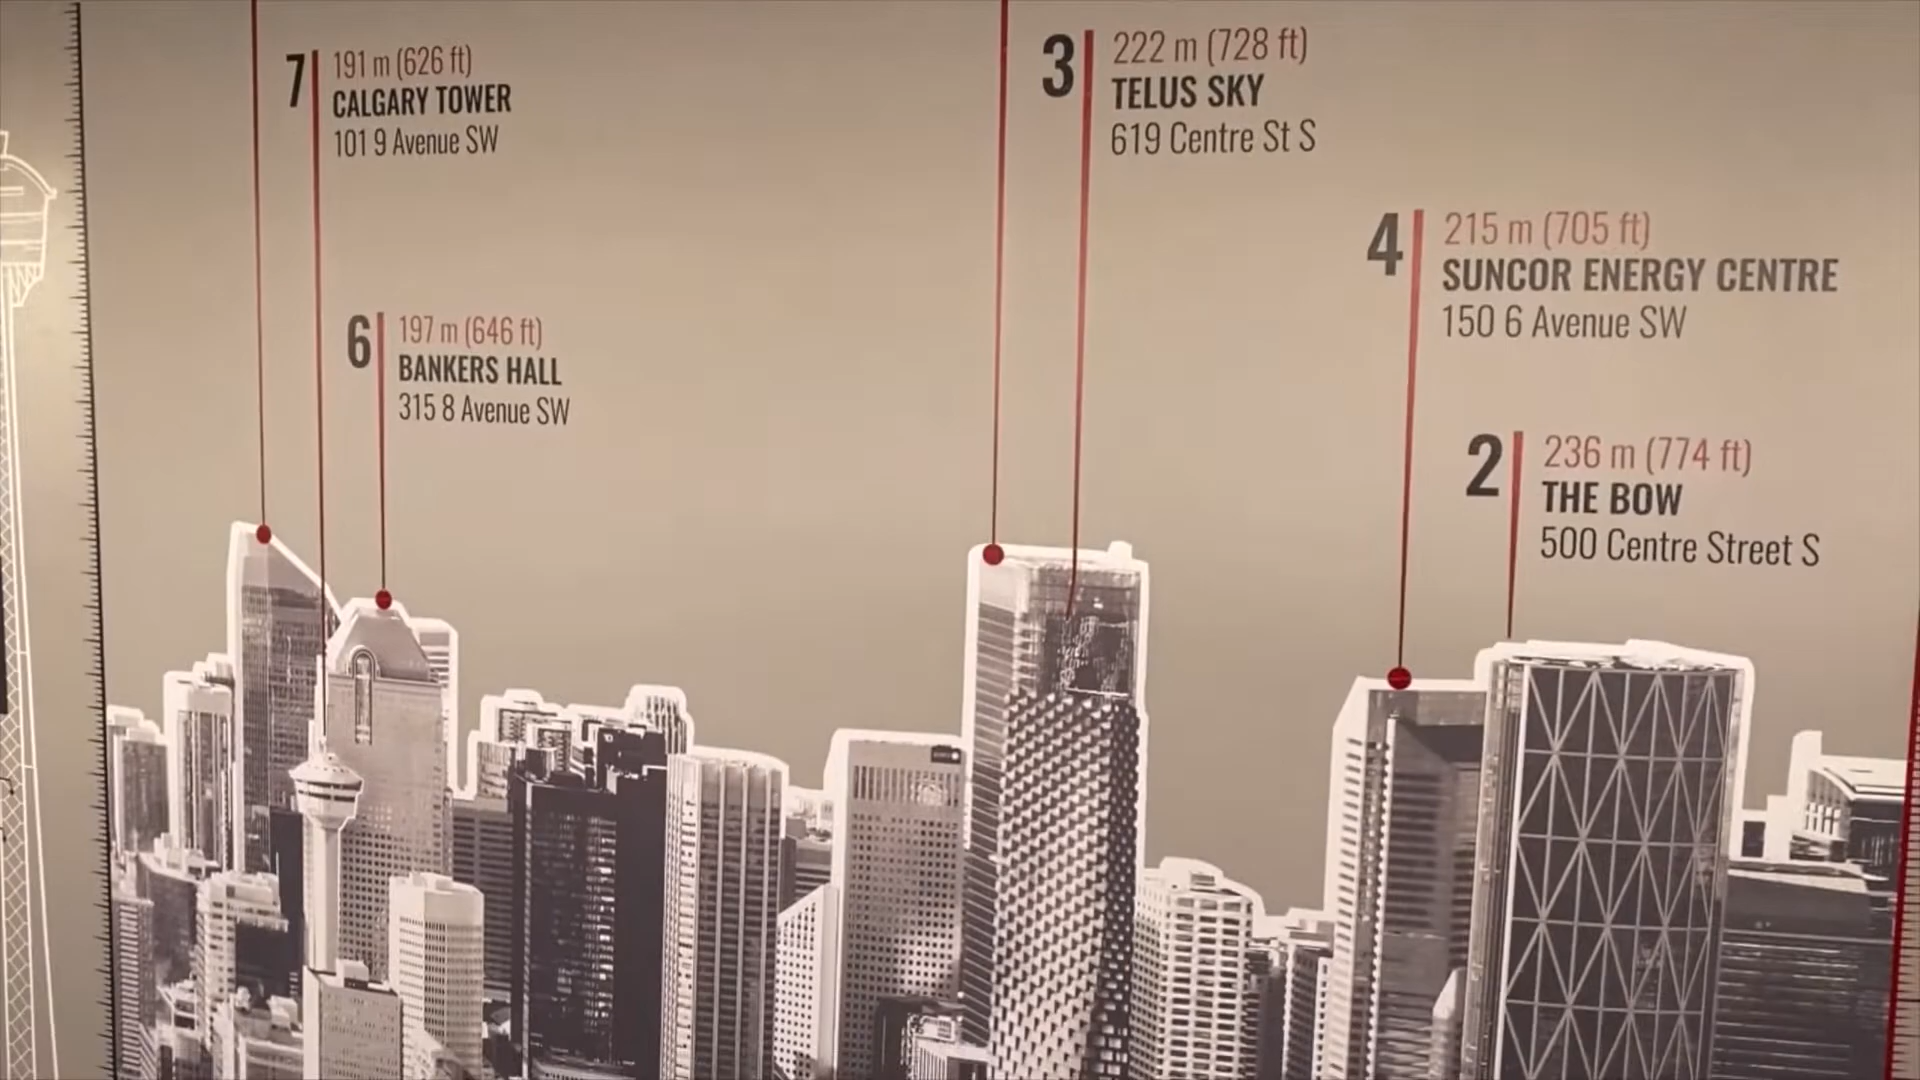 7
191 m (626 ft)
CALGARY TOWER
101 9 Avenue SW
6
197 m (646 ft)
BANKERS HALL
315 8 Avenue SW
3
222 m (728 ft)
TELUS SKY
619 Centre St S
4
215 m (705 ft)
SUNCOR ENERGY CENTRE
150 6 Avenue SW
2
236 m (774 ft)
THE BOW
500 Centre Street S